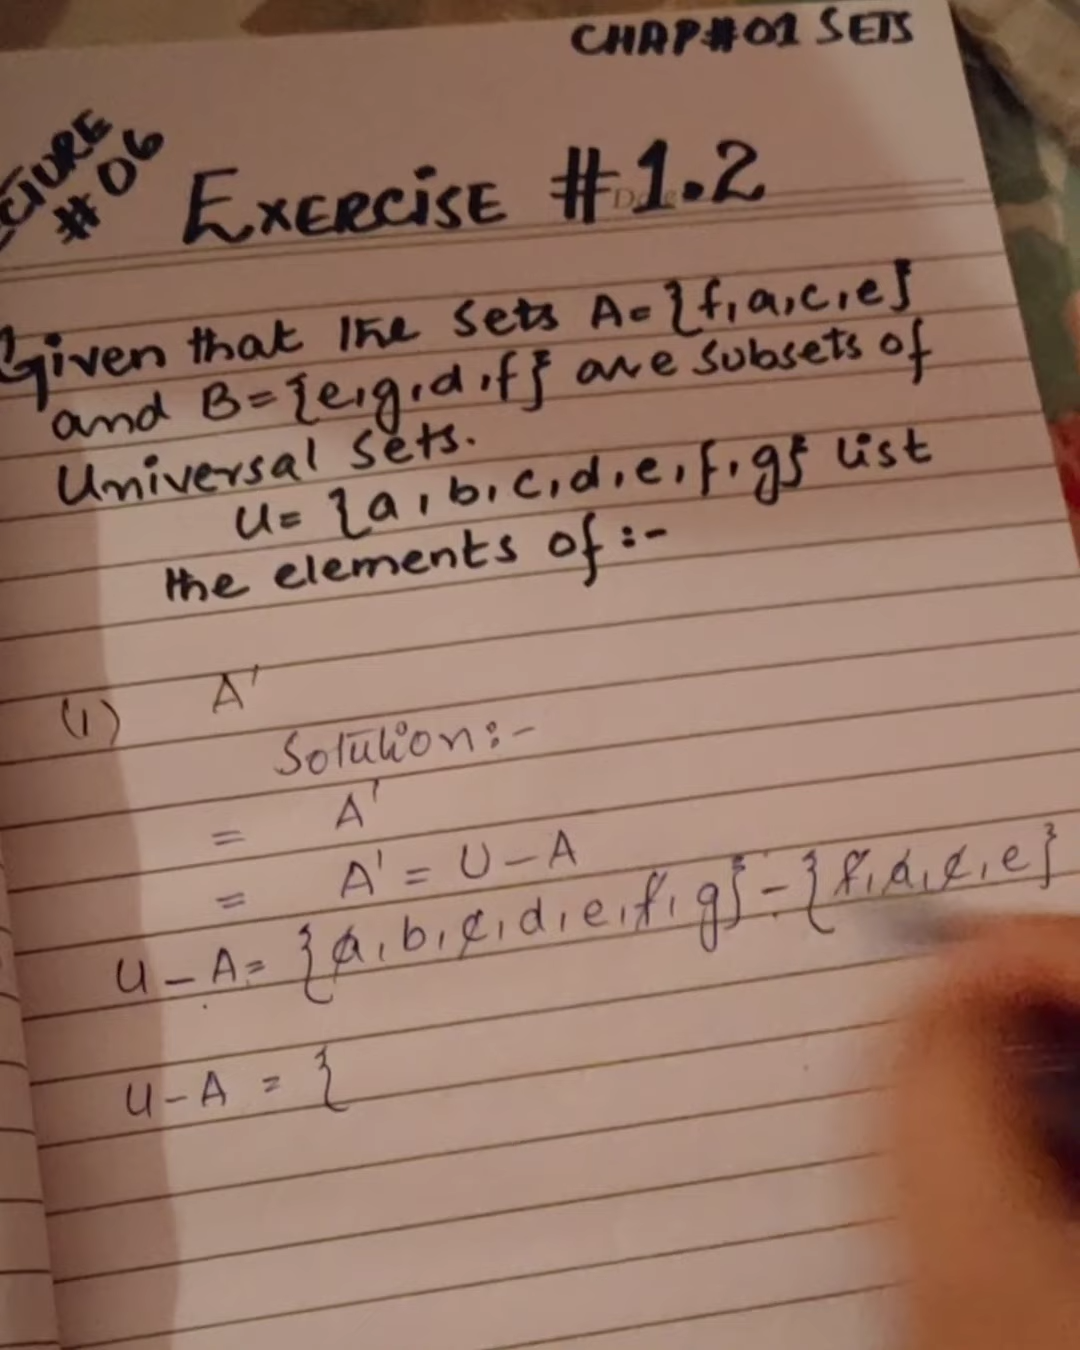 CHAP#01 SETS
#06
EXERCISE #1.2
Given that the sets A={f,a,c,e}
and B={e,g,d,f} are subsets of
Universal sets.
U= {a,b,c,d,e,f,g} list
the elements of :-
(1) A'
Solution:-
= A'
= A' = U-A
U-A= {a,b,c,d,e,f,g} - {f,a,c,e}
U-A = {